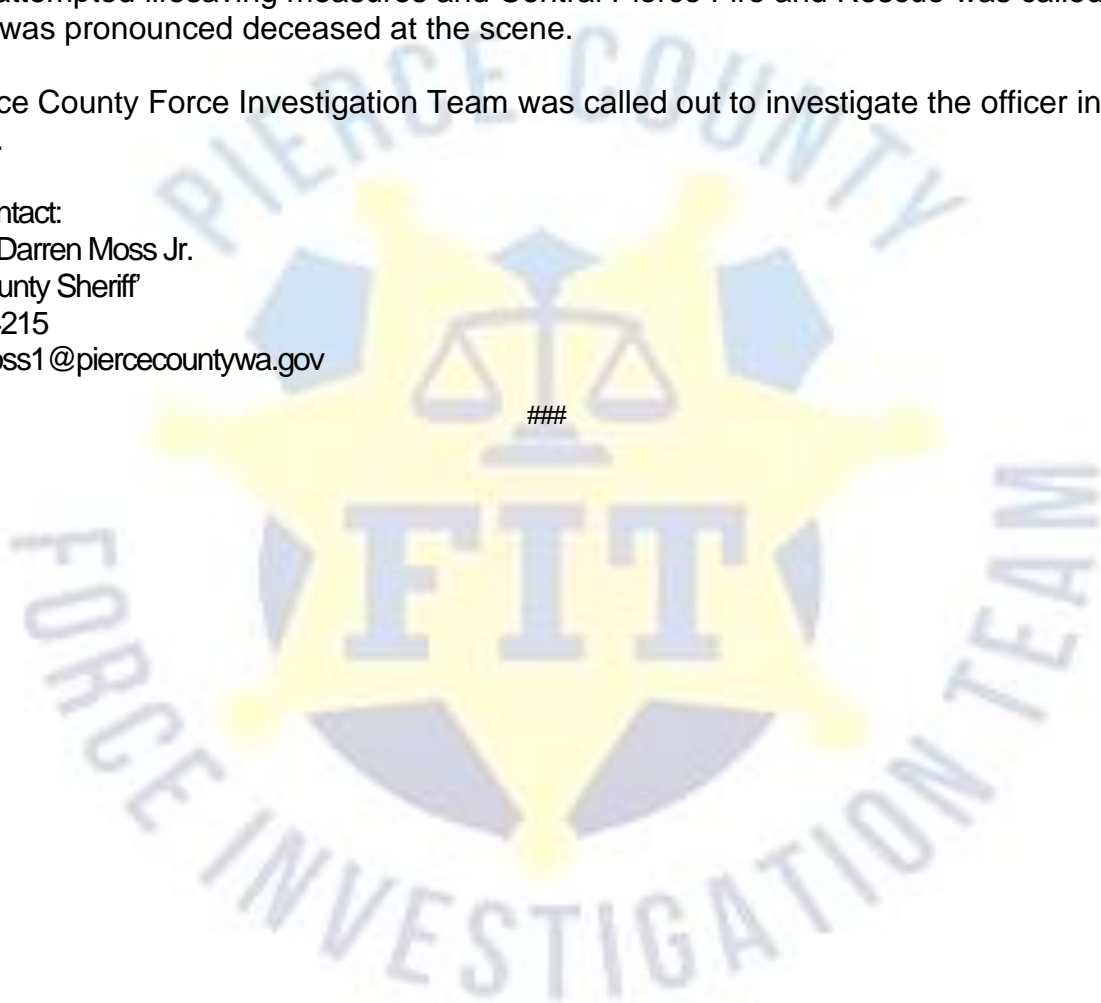 attempted lifesaving measures and Central Pierce Fire and Rescue was called
was pronounced deceased at the scene.
ce County Force Investigation Team was called out to investigate the officer in
.
ntact:
Darren Moss Jr.
unty Sheriff'
-215
oss1@piercecountywa.gov
###
PIERCE COUNTY
FIT
FORCE INVESTIGATION TEAM